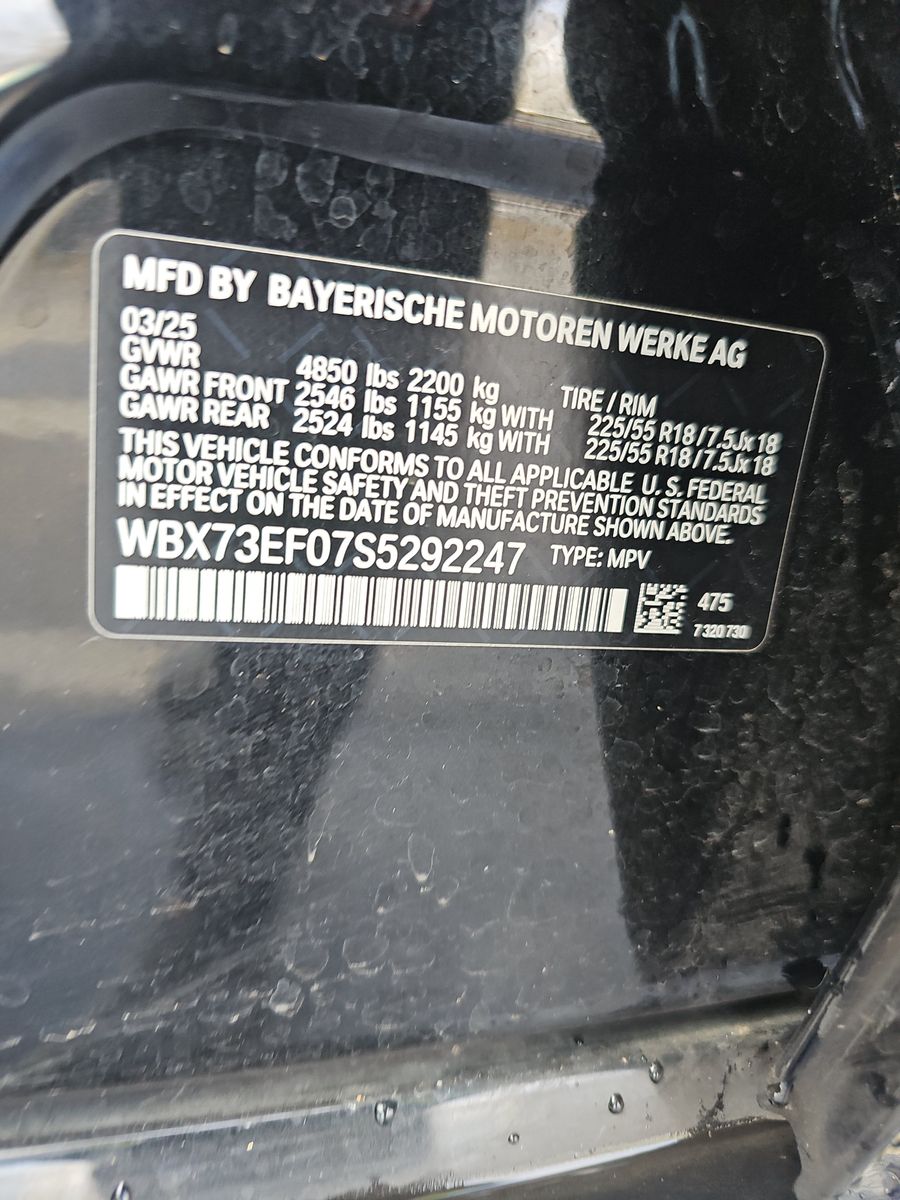 MFD BY BAYERISCHE MOTOREN WERKE AG
03/25
GVWR 4850 lbs 2200 kg TIRE / RIM
GAWR FRONT 2546 lbs 1155 kg WITH 225/55 R18 / 7.5Jx18
GAWR REAR 2524 lbs 1145 kg WITH 225/55 R18 / 7.5Jx18
THIS VEHICLE CONFORMS TO ALL APPLICABLE U. S. FEDERAL
MOTOR VEHICLE SAFETY AND THEFT PREVENTION STANDARDS
IN EFFECT ON THE DATE OF MANUFACTURE SHOWN ABOVE.
WBX73EF07S5292247 TYPE: MPV
475
7 320 730